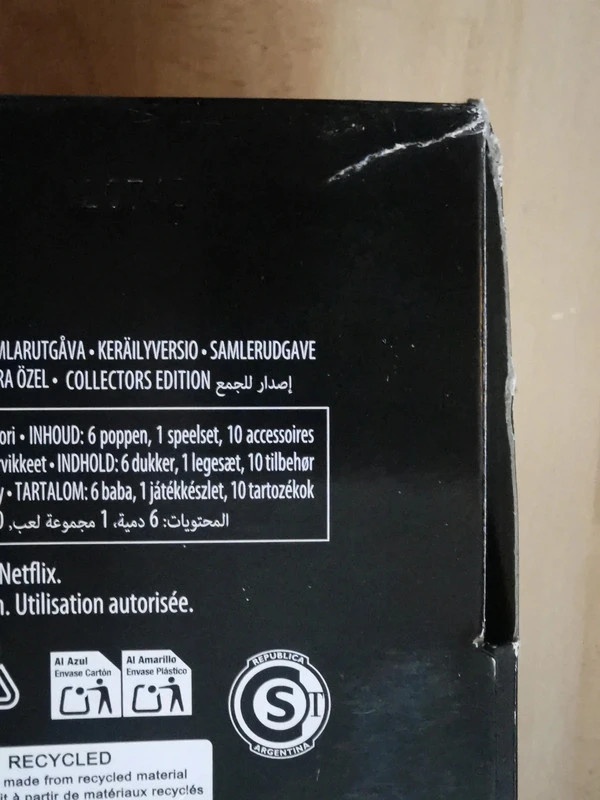 MLARUTGÅVA • KERÄILYVERSIO • SAMLERUDGAVE
RA ÖZEL • COLLECTORS EDITION إصدار للجمع
ori • INHOUD: 6 poppen, 1 speelset, 10 accessoires
vikkeet • INDHOLD: 6 dukker, 1 legesæt, 10 tilbehør
y • TARTALOM: 6 baba, 1 játékkészlet, 10 tartozékok
المحتويات: 6 دمية، 1 مجموعة لعب،
Netflix.
n. Utilisation autorisée.
Al Azul
Envase Cartón
Al Amarillo
Envase Plástico
REPUBLICA
S T
ARGENTINA
RECYCLED
made from recycled material
it à partir de matériaux recyclés